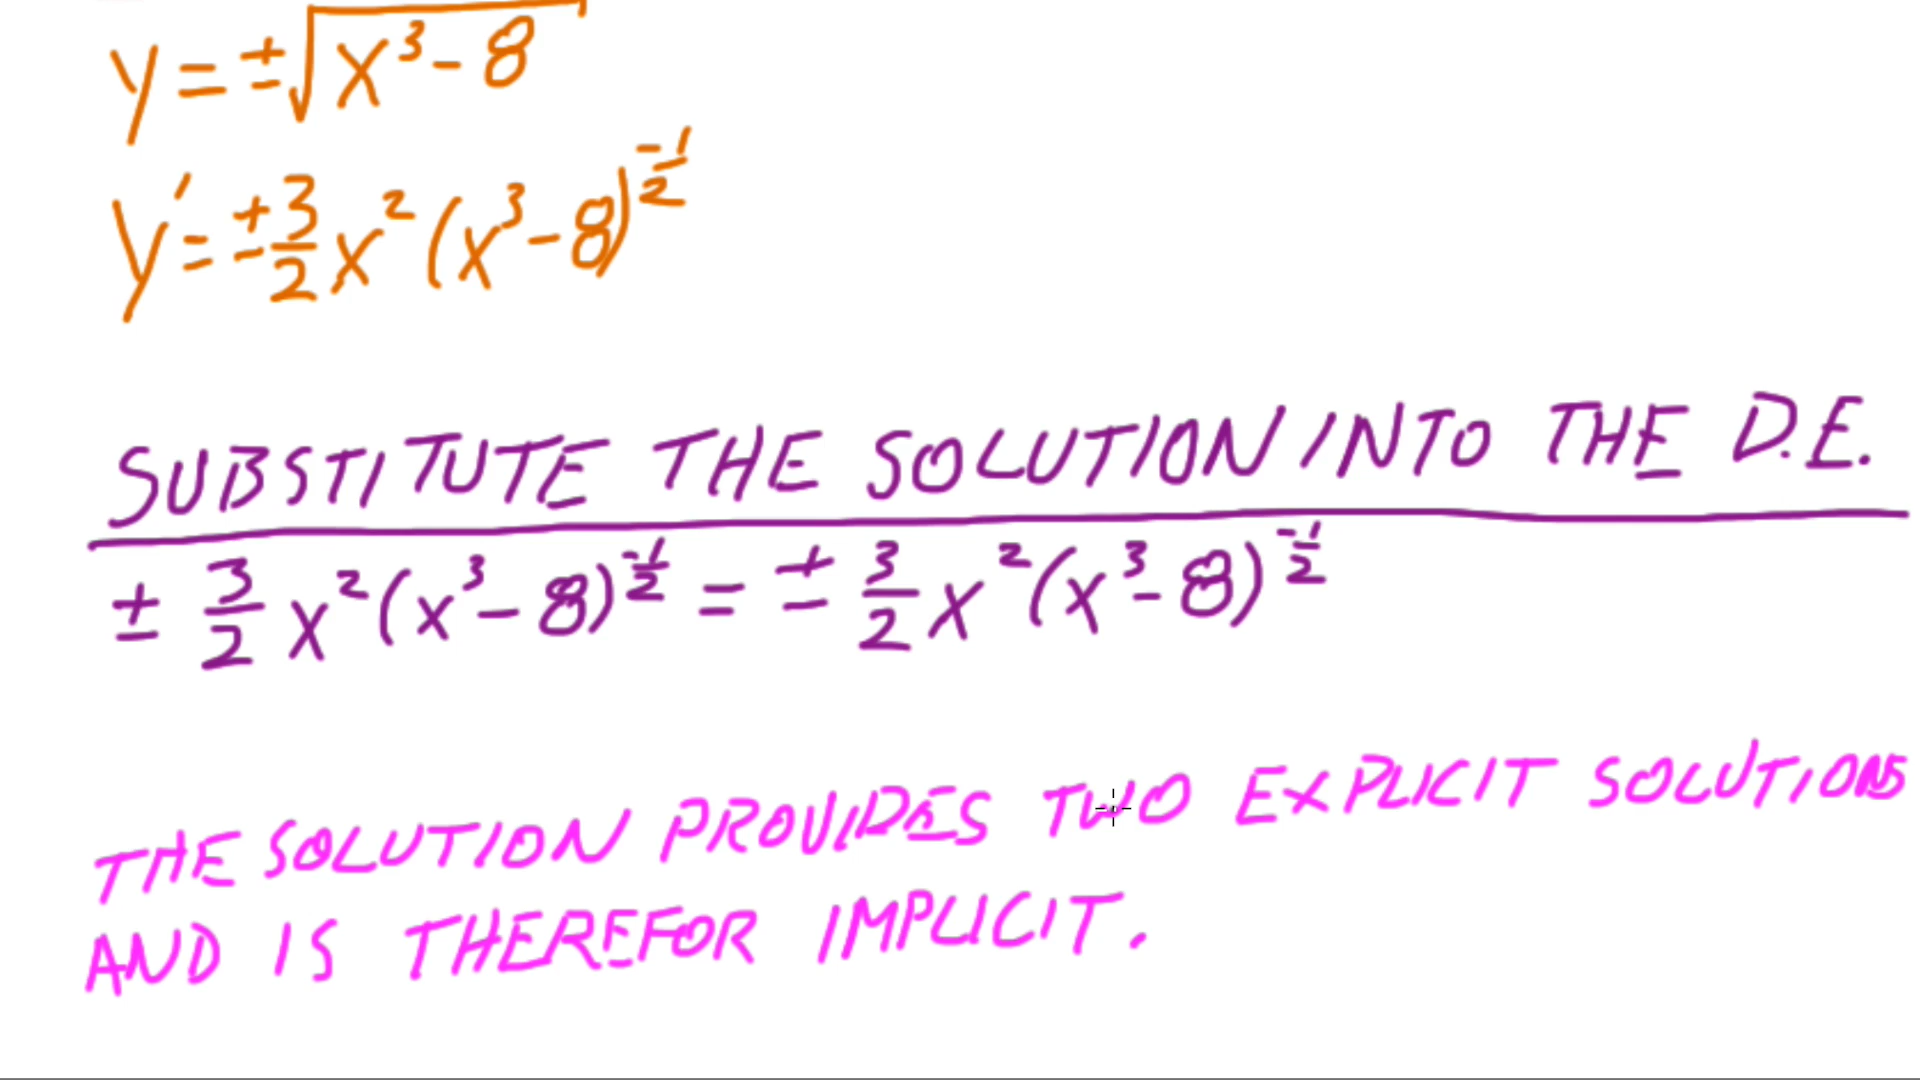 y = ±√(x³ - 8)
y' = ± 3/2 x² (x³ - 8)^(-1/2)
SUBSTITUTE THE SOLUTION INTO THE D.E.
± 3/2 x² (x³ - 8)^(-1/2) = ± 3/2 x² (x³ - 8)^(-1/2)
THE SOLUTION PROVIDES TWO EXPLICIT SOLUTIONS
AND IS THEREFOR IMPLICIT.